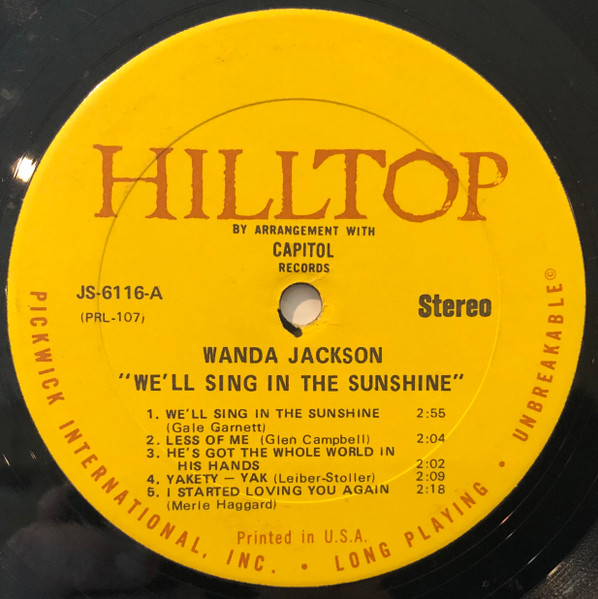 HILLTOP
BY ARRANGEMENT WITH
CAPITOL
RECORDS
JS-6116-A
(PRL-107)
Stereo
WANDA JACKSON
"WE'LL SING IN THE SUNSHINE"
1. WE'LL SING IN THE SUNSHINE 2:55
(Gale Garnett)
2. LESS OF ME (Glen Campbell) 2:04
3. HE'S GOT THE WHOLE WORLD IN
HIS HANDS 2:02
4. YAKETY – YAK (Leiber-Stoller) 2:09
5. I STARTED LOVING YOU AGAIN 2:18
(Merle Haggard)
Printed in U.S.A.
PICKWICK INTERNATIONAL, INC. • LONG PLAYING • UNBREAKABLE©